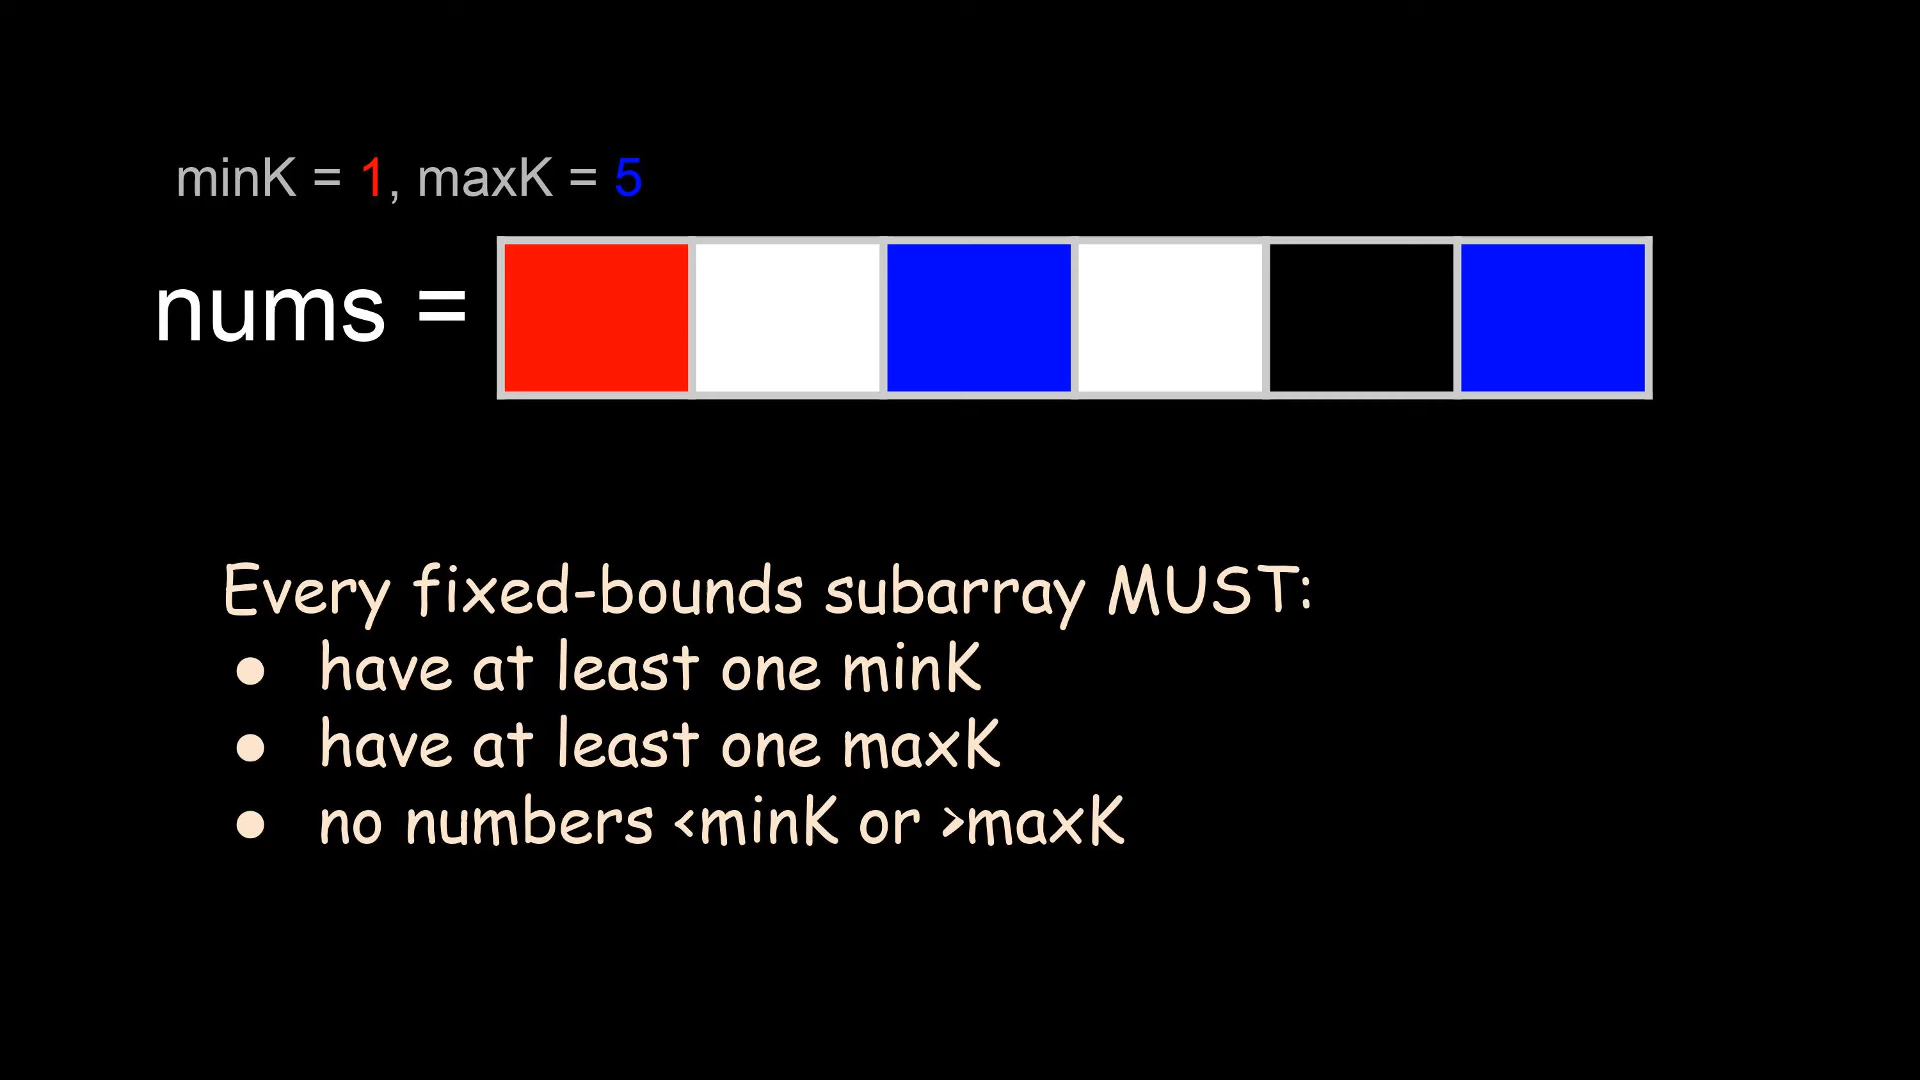 minK = 1, maxK = 5
nums =
Every fixed-bounds subarray MUST:
● have at least one minK
● have at least one maxK
● no numbers <minK or >maxK